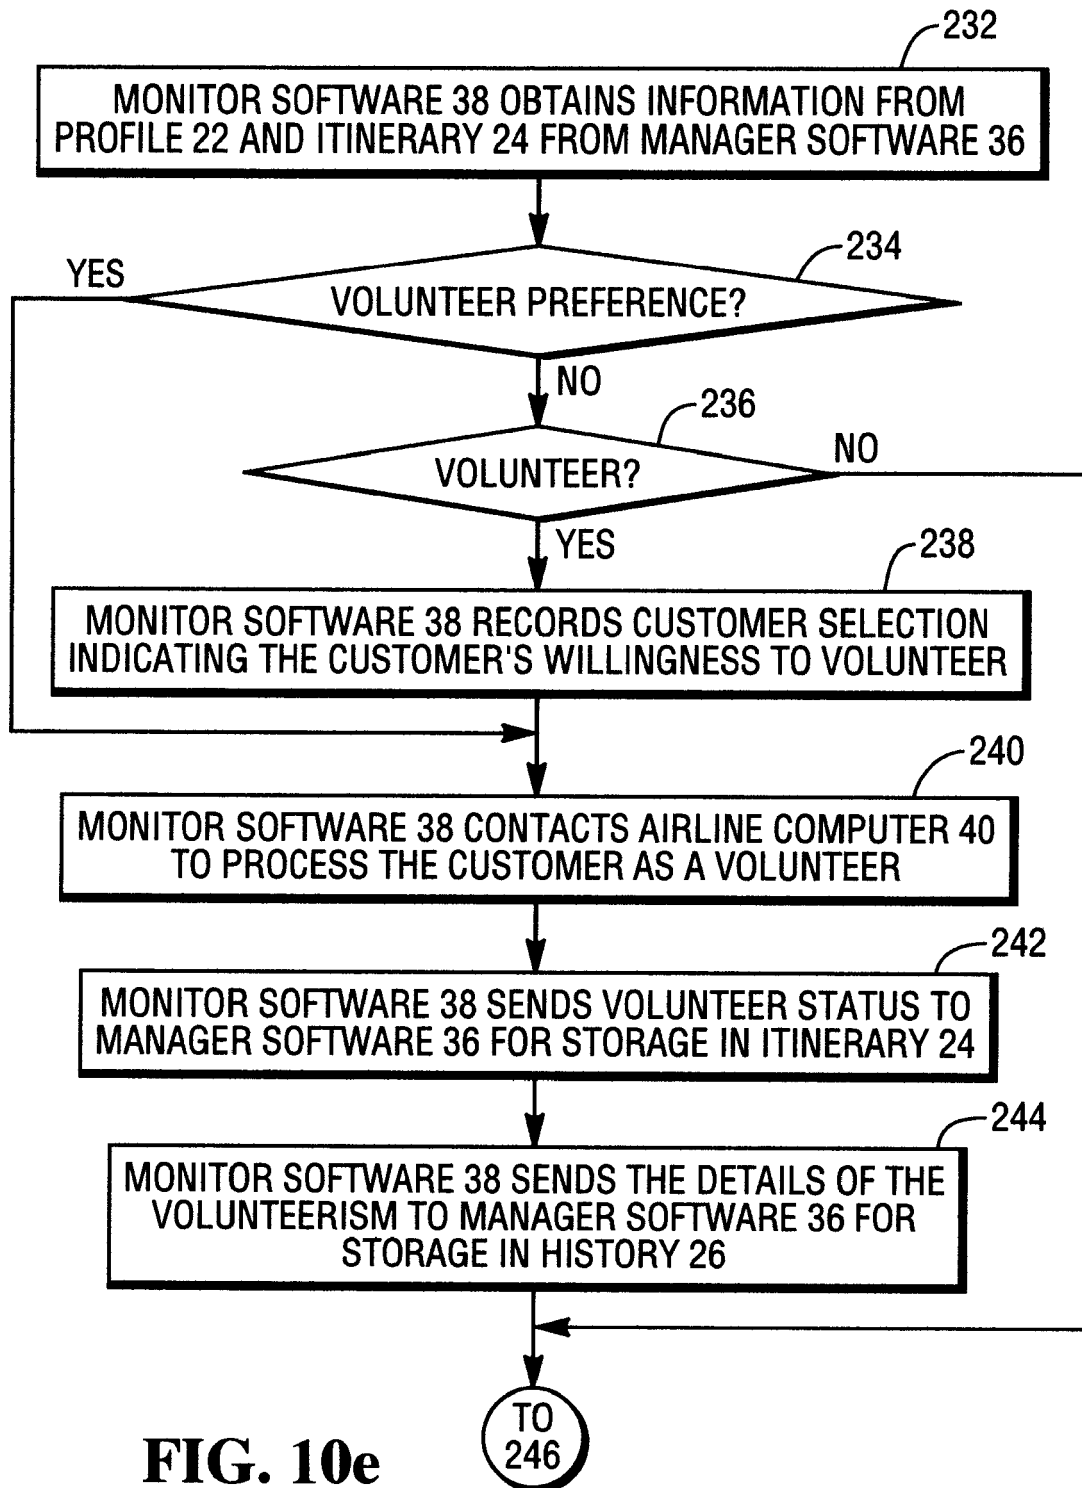 232
MONITOR SOFTWARE 38 OBTAINS INFORMATION FROM
PROFILE 22 AND ITINERARY 24 FROM MANAGER SOFTWARE 36
234
YES
VOLUNTEER PREFERENCE?
NO
236
NO
VOLUNTEER?
YES
238
MONITOR SOFTWARE 38 RECORDS CUSTOMER SELECTION
INDICATING THE CUSTOMER'S WILLINGNESS TO VOLUNTEER
240
MONITOR SOFTWARE 38 CONTACTS AIRLINE COMPUTER 40
TO PROCESS THE CUSTOMER AS A VOLUNTEER
242
MONITOR SOFTWARE 38 SENDS VOLUNTEER STATUS TO
MANAGER SOFTWARE 36 FOR STORAGE IN ITINERARY 24
244
MONITOR SOFTWARE 38 SENDS THE DETAILS OF THE
VOLUNTEERISM TO MANAGER SOFTWARE 36 FOR
STORAGE IN HISTORY 26
TO
246
FIG. 10e